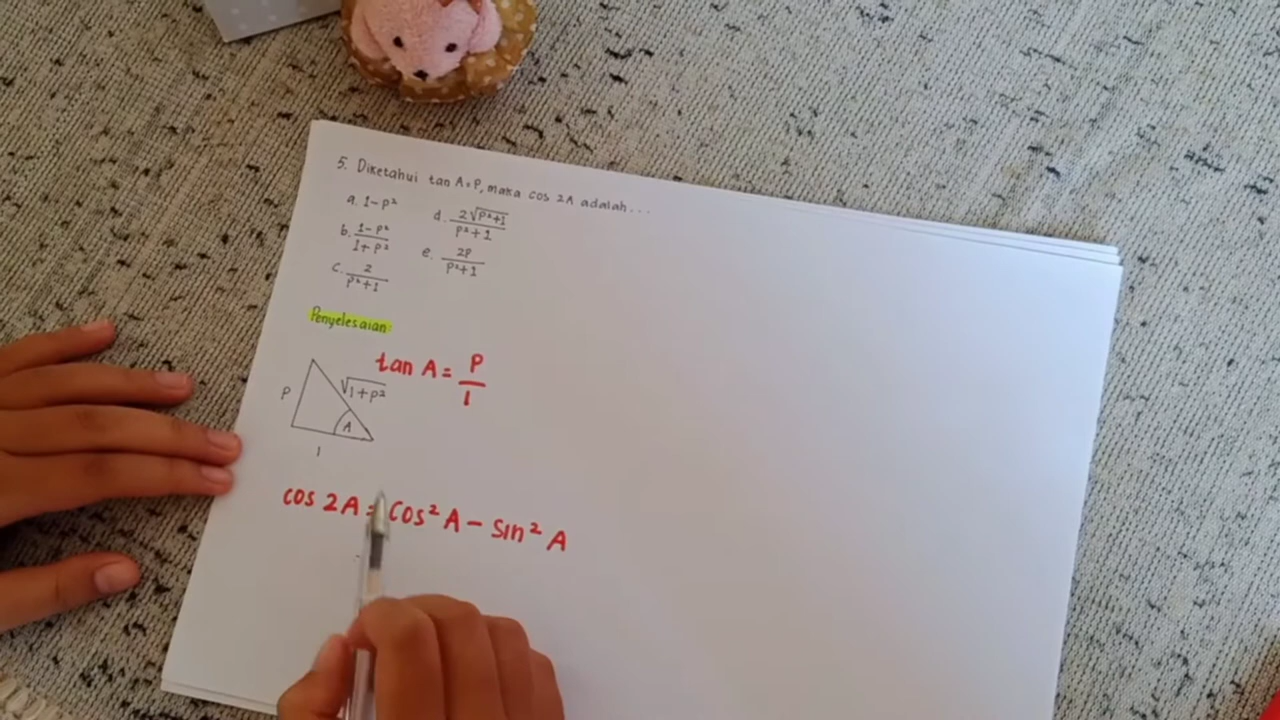 5. Diketahui tan A=P, maka cos 2A adalah...
a. 1-p²
b. 1-p²/1+p²
c. 2/p²+1
d. 2√p²+1/p²+1
e. 2p/p²+1
Penyelesaian:
tan A = P/1
P
√1+p²
A
1
cos 2A = cos² A - sin² A